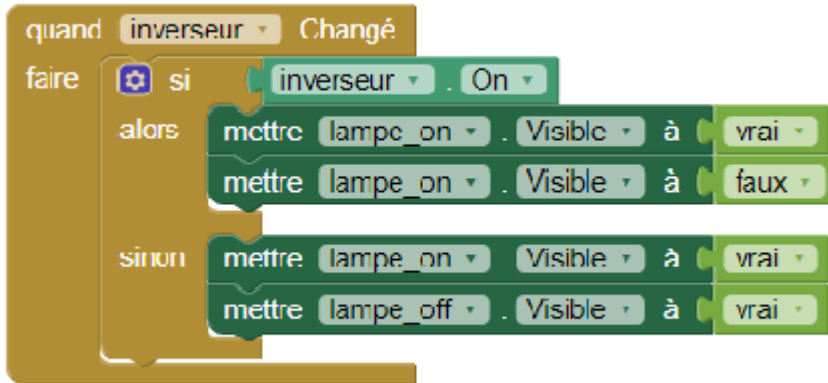 quand inverseur . Changé
faire si inverseur . On
alors mettre lampe_on . Visible à vrai
mettre lampe_on . Visible à faux
sinon mettre lampe_on Visible à vrai
mettre lampe_off . Visible à vrai